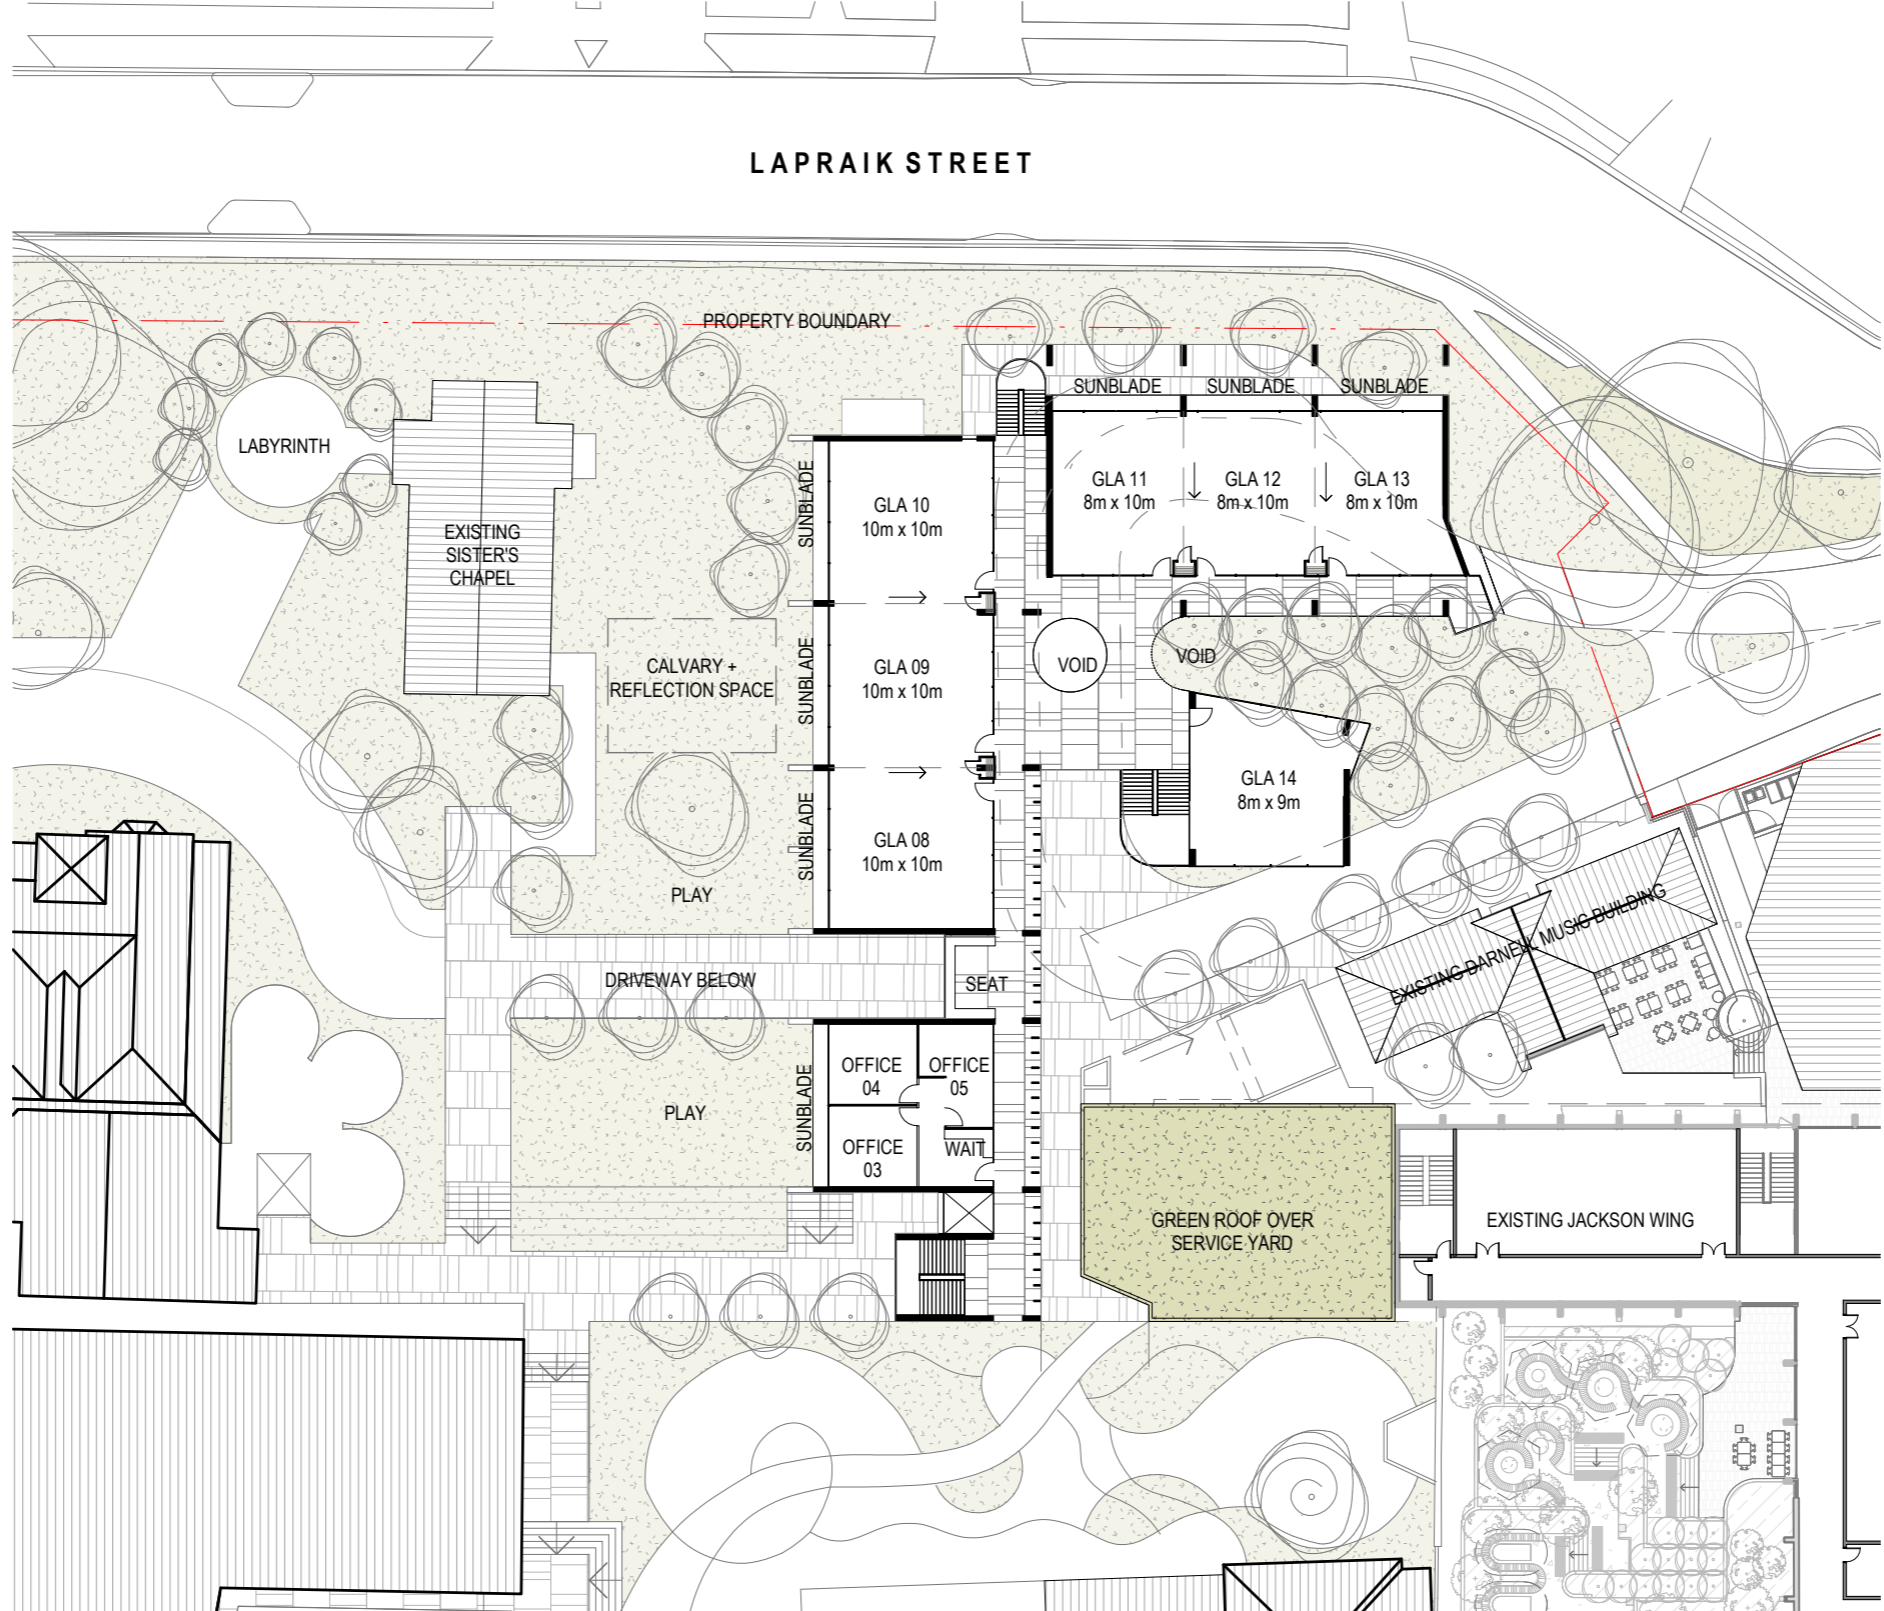 LAPRAIK STREET
PROPERTY BOUNDARY
SUNBLADE
SUNBLADE
SUNBLADE
LABYRINTH
EXISTING
SISTER'S
CHAPEL
SUNBLADE
GLA 10
10m x 10m
GLA 11
8m x 10m
GLA 12
8m x 10m
GLA 13
8m x 10m
CALVARY +
REFLECTION SPACE
SUNBLADE
GLA 09
10m x 10m
VOID
VOID
SUNBLADE
GLA 08
10m x 10m
GLA 14
8m x 9m
PLAY
EXISTING DARNELL MUSIC BUILDING
DRIVEWAY BELOW
SEAT
SUNBLADE
OFFICE
04
OFFICE
05
PLAY
OFFICE
03
WAIT
GREEN ROOF OVER
SERVICE YARD
EXISTING JACKSON WING